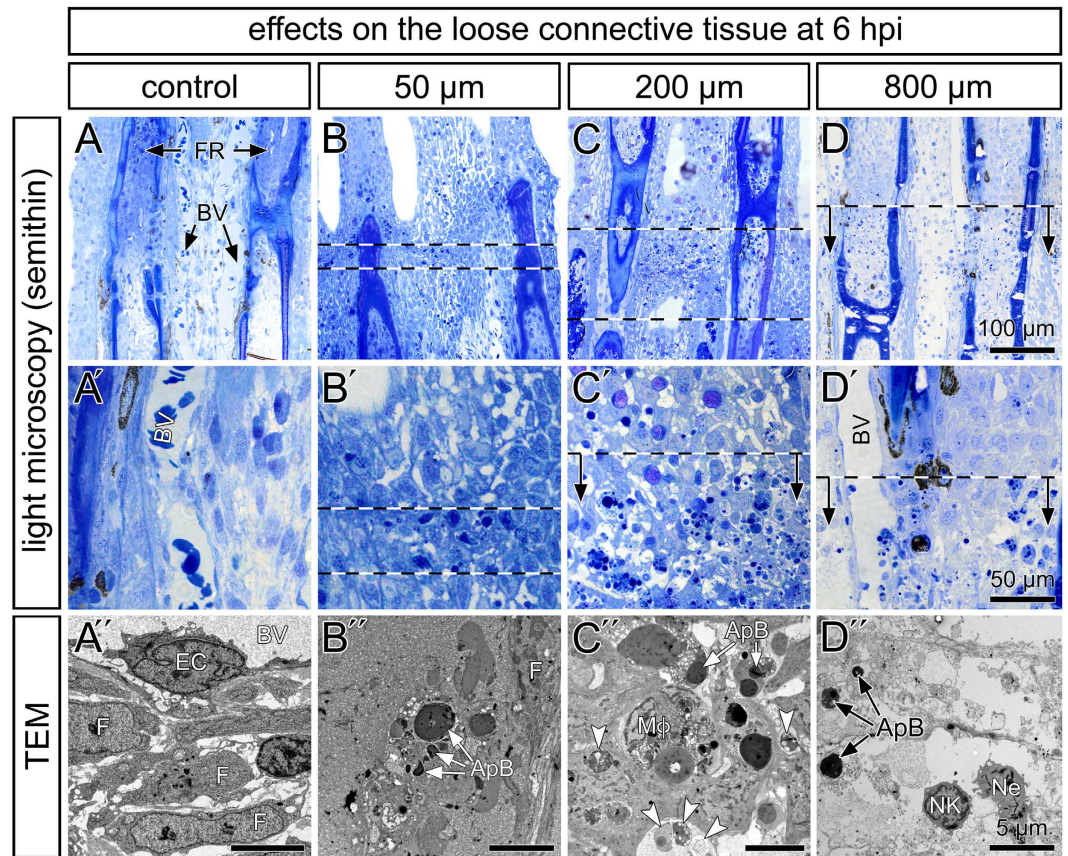 effects on the loose connective tissue at 6 hpi
control
50 µm
200 µm
800 µm
light microscopy (semithin)
A
FR
BV
B
C
D
100 µm
A′
BV
B′
C′
D′
BV
50 µm
TEM
A″
BV
EC
F
F
F
B″
F
ApB
C″
ApB
Mϕ
D″
ApB
NK
Ne
5 µm